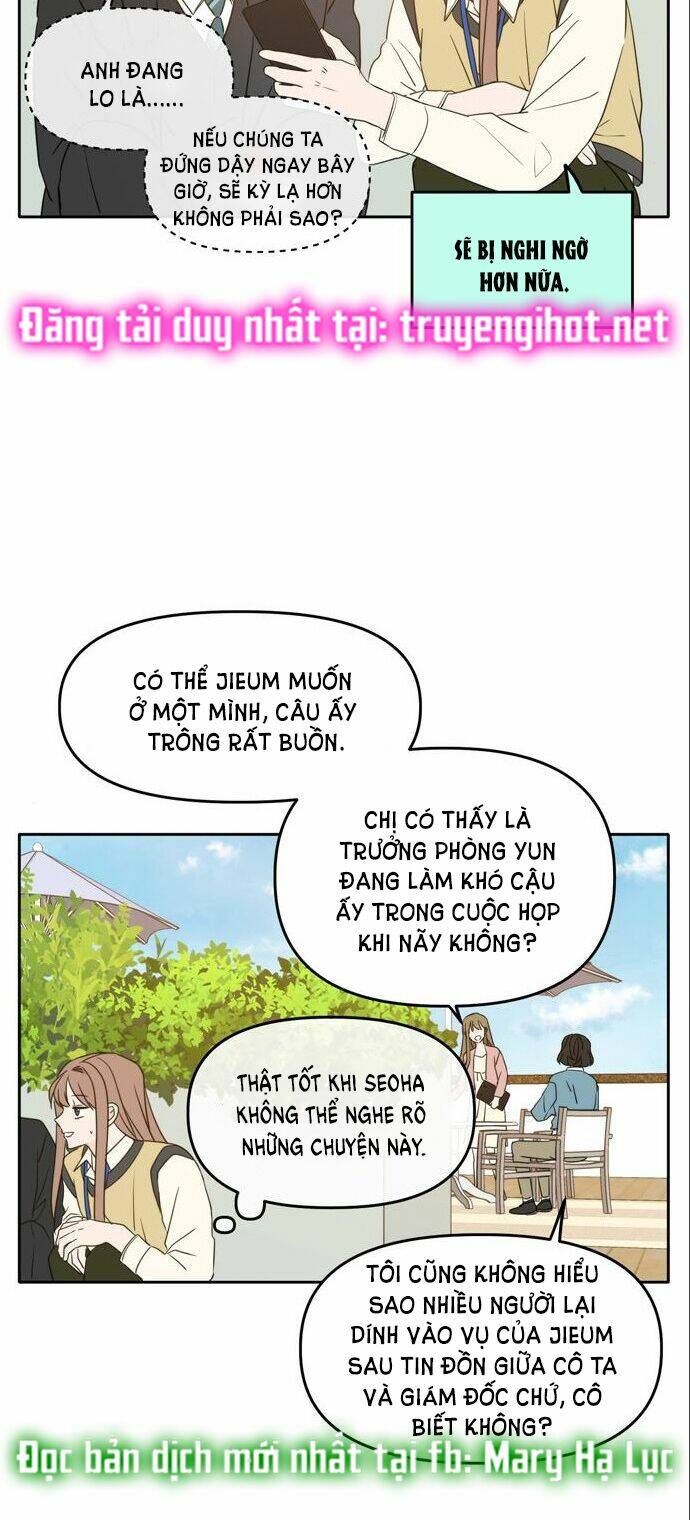 ANH ĐANG
LO LÀ......
NẾU CHÚNG TA
ĐỨNG DẬY NGAY BÂY
GIỜ, SẼ KỲ LẠ HƠN
KHÔNG PHẢI SAO?
SẼ BỊ NGHI NGỜ
HƠN NỮA.
Đăng tải duy nhất tại: truyengihot.net
CÓ THỂ JIEUM MUỐN
Ở MỘT MÌNH, CÂU ẤY
TRÔNG RẤT BUỒN.
CHỊ CÓ THẤY LÀ
TRƯỞNG PHÒNG YUN
ĐANG LÀM KHÓ CẬU
ẤY TRONG CUỘC HỌP
KHI NÃY KHÔNG?
THẬT TỐT KHI SEOHA
KHÔNG THỂ NGHE RÕ
NHỮNG CHUYỆN NÀY.
TÔI CŨNG KHÔNG HIỂU
SAO NHIỀU NGƯỜI LẠI
DÍNH VÀO VỤ CỦA JIEUM
SAU TIN ĐỒN GIỮA CÔ TA
VÀ GIÁM ĐỐC CHỨ, CÔ
BIẾT KHÔNG?
Đọc bản dịch mới nhất tại fb: Mary Hạ Lục